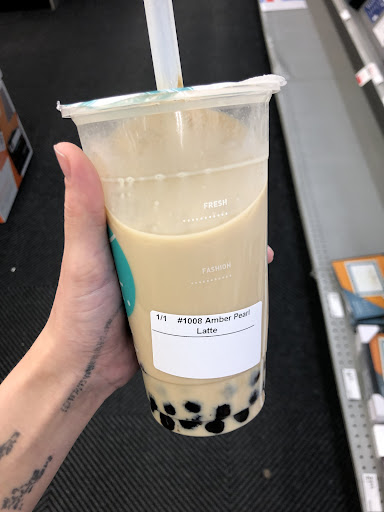 FRESH
FASHION
1/1 #1008 Amber Pearl
Latte